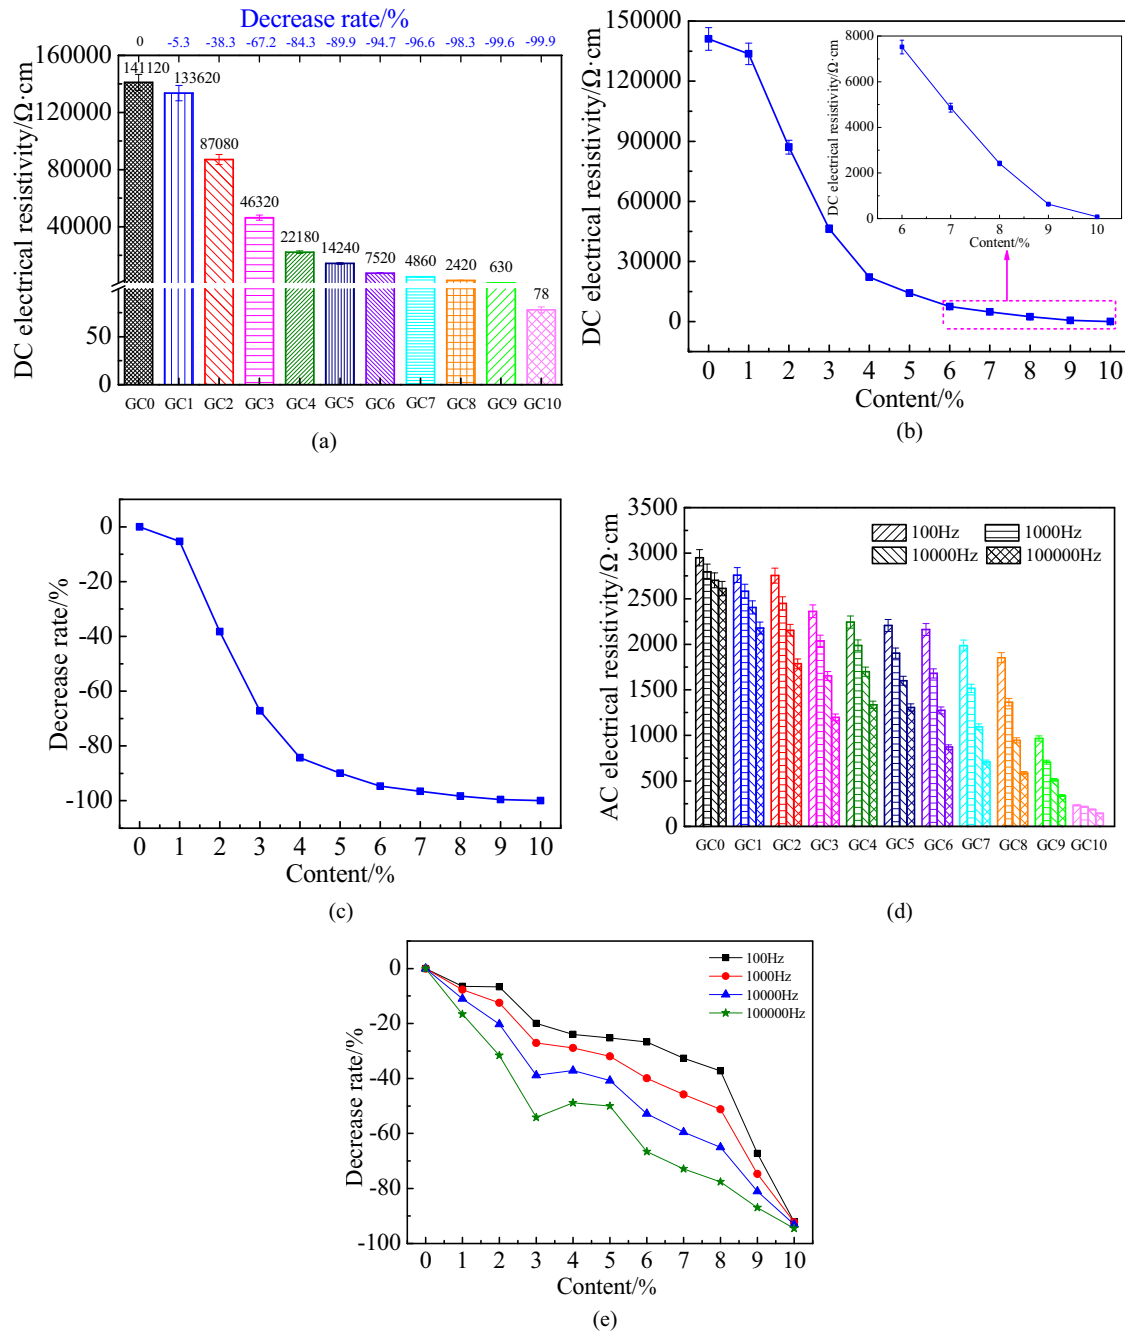 Decrease rate/%
0 -5.3 -38.3 -67.2 -84.3 -89.9 -94.7 -96.6 -98.3 -99.6 -99.9
DC electrical resistivity/Ω·cm
160000
120000
80000
40000
50
0
141120
133620
87080
46320
22180
14240
7520
4860
2420
630
78
GC0 GC1 GC2 GC3 GC4 GC5 GC6 GC7 GC8 GC9 GC10
(a)
DC electrical resistivity/Ω·cm
150000
120000
90000
60000
30000
0
0 1 2 3 4 5 6 7 8 9 10
Content/%
DC electrical resistivity/Ω·cm
8000
6000
4000
2000
0
6 7 8 9 10
Content/%
(b)
Decrease rate/%
0
-20
-40
-60
-80
-100
0 1 2 3 4 5 6 7 8 9 10
Content/%
(c)
AC electrical resistivity/Ω·cm
3500
3000
2500
2000
1500
1000
500
0
100Hz 1000Hz
10000Hz 100000Hz
GC0 GC1 GC2 GC3 GC4 GC5 GC6 GC7 GC8 GC9 GC10
(d)
Decrease rate/%
0
-20
-40
-60
-80
-100
100Hz
1000Hz
10000Hz
100000Hz
0 1 2 3 4 5 6 7 8 9 10
Content/%
(e)